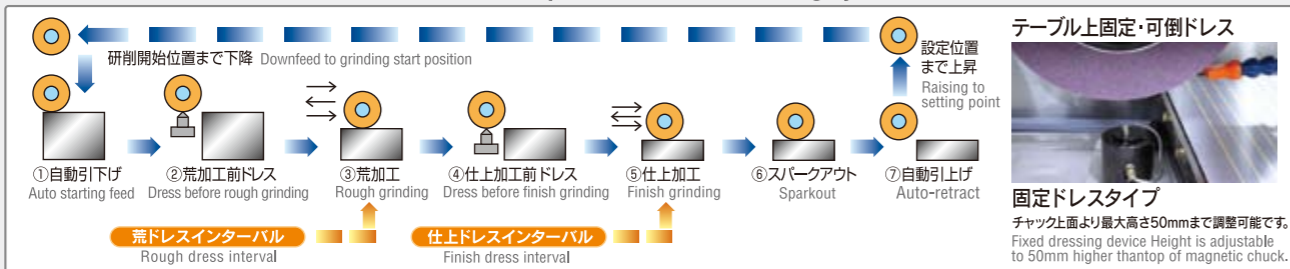 研削開始位置まで下降 Downfeed to grinding start position
設定位置
まで上昇
Raising to
setting point
①自動引下げ
Auto starting feed
②荒加工前ドレス
Dress before rough grinding
③荒加工
Rough grinding
④仕上加工前ドレス
Dress before finish grinding
⑤仕上加工
Finish grinding
⑥スパークアウト
Sparkout
⑦自動引上げ
Auto-retract
荒ドレスインターバル
Rough dress interval
仕上ドレスインターバル
Finish dress interval
テーブル上固定・可倒ドレス
固定ドレスタイプ
チャック上面より最大高さ50mmまで調整可能です。
Fixed dressing device Height is adjustable
to 50mm higher thantop of magnetic chuck.